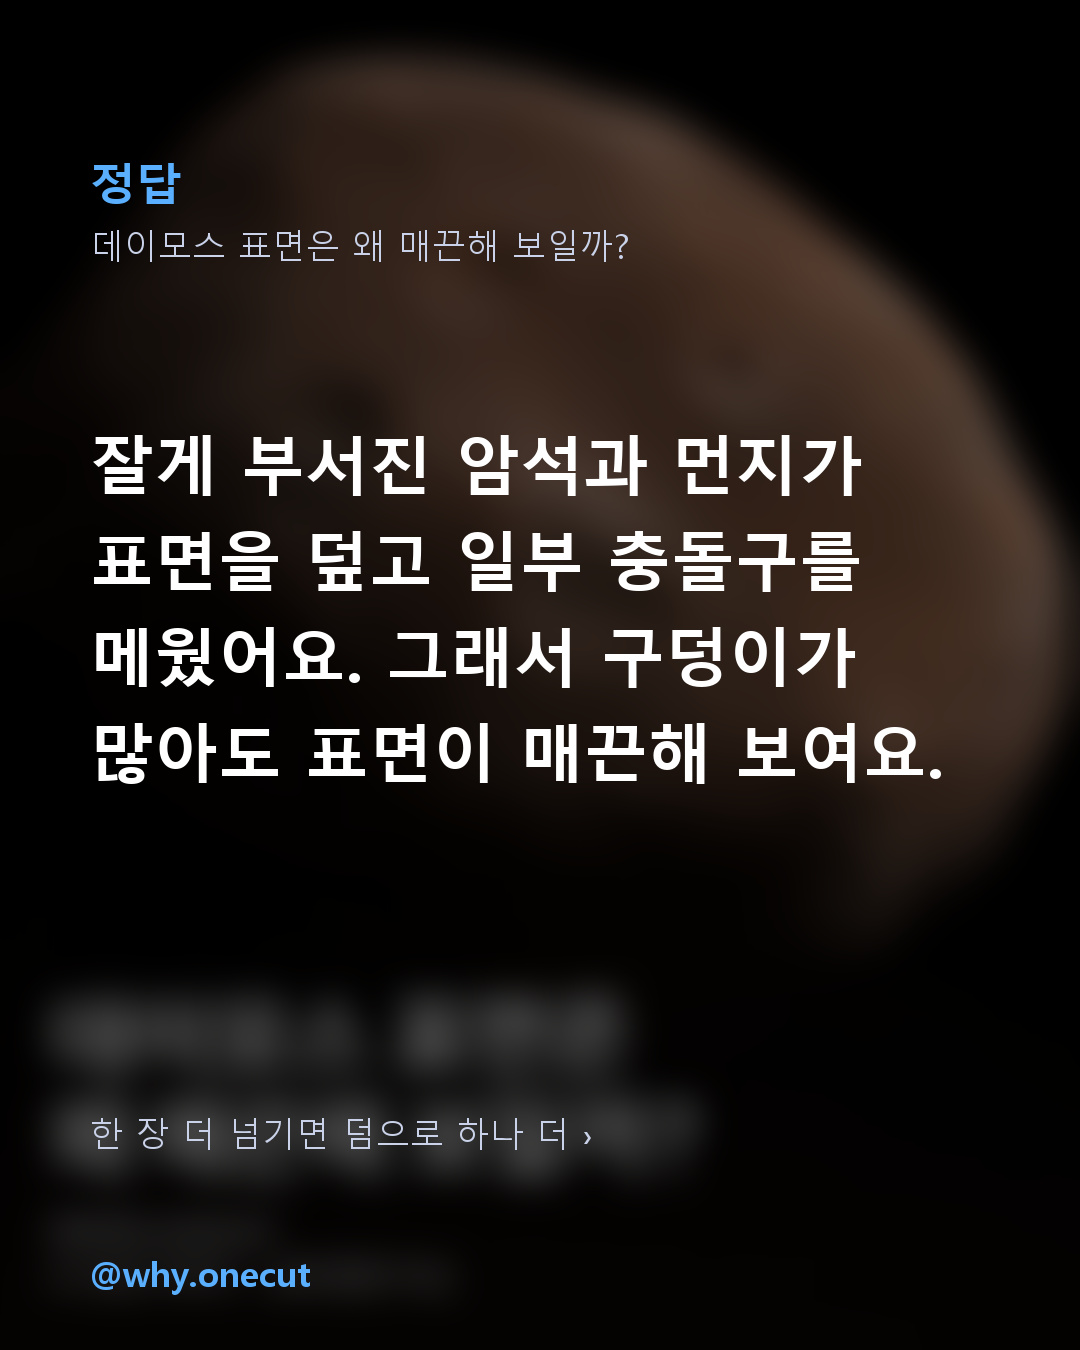 정답
데이모스 표면은 왜 매끈해 보일까?
잘게 부서진 암석과 먼지가
표면을 덮고 일부 충돌구를
메웠어요. 그래서 구덩이가
많아도 표면이 매끈해 보여요.
한 장 더 넘기면 덤으로 하나 더 ›
@why.onecut